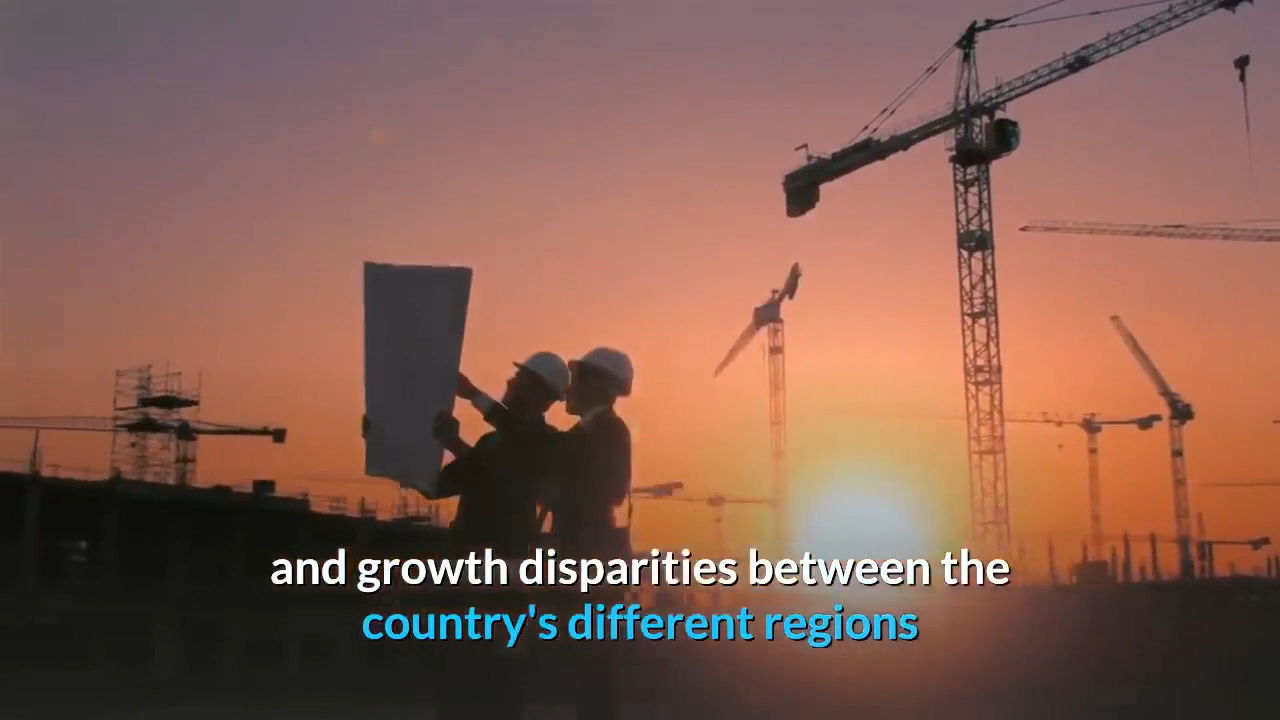 and growth disparities between the
country's different regions